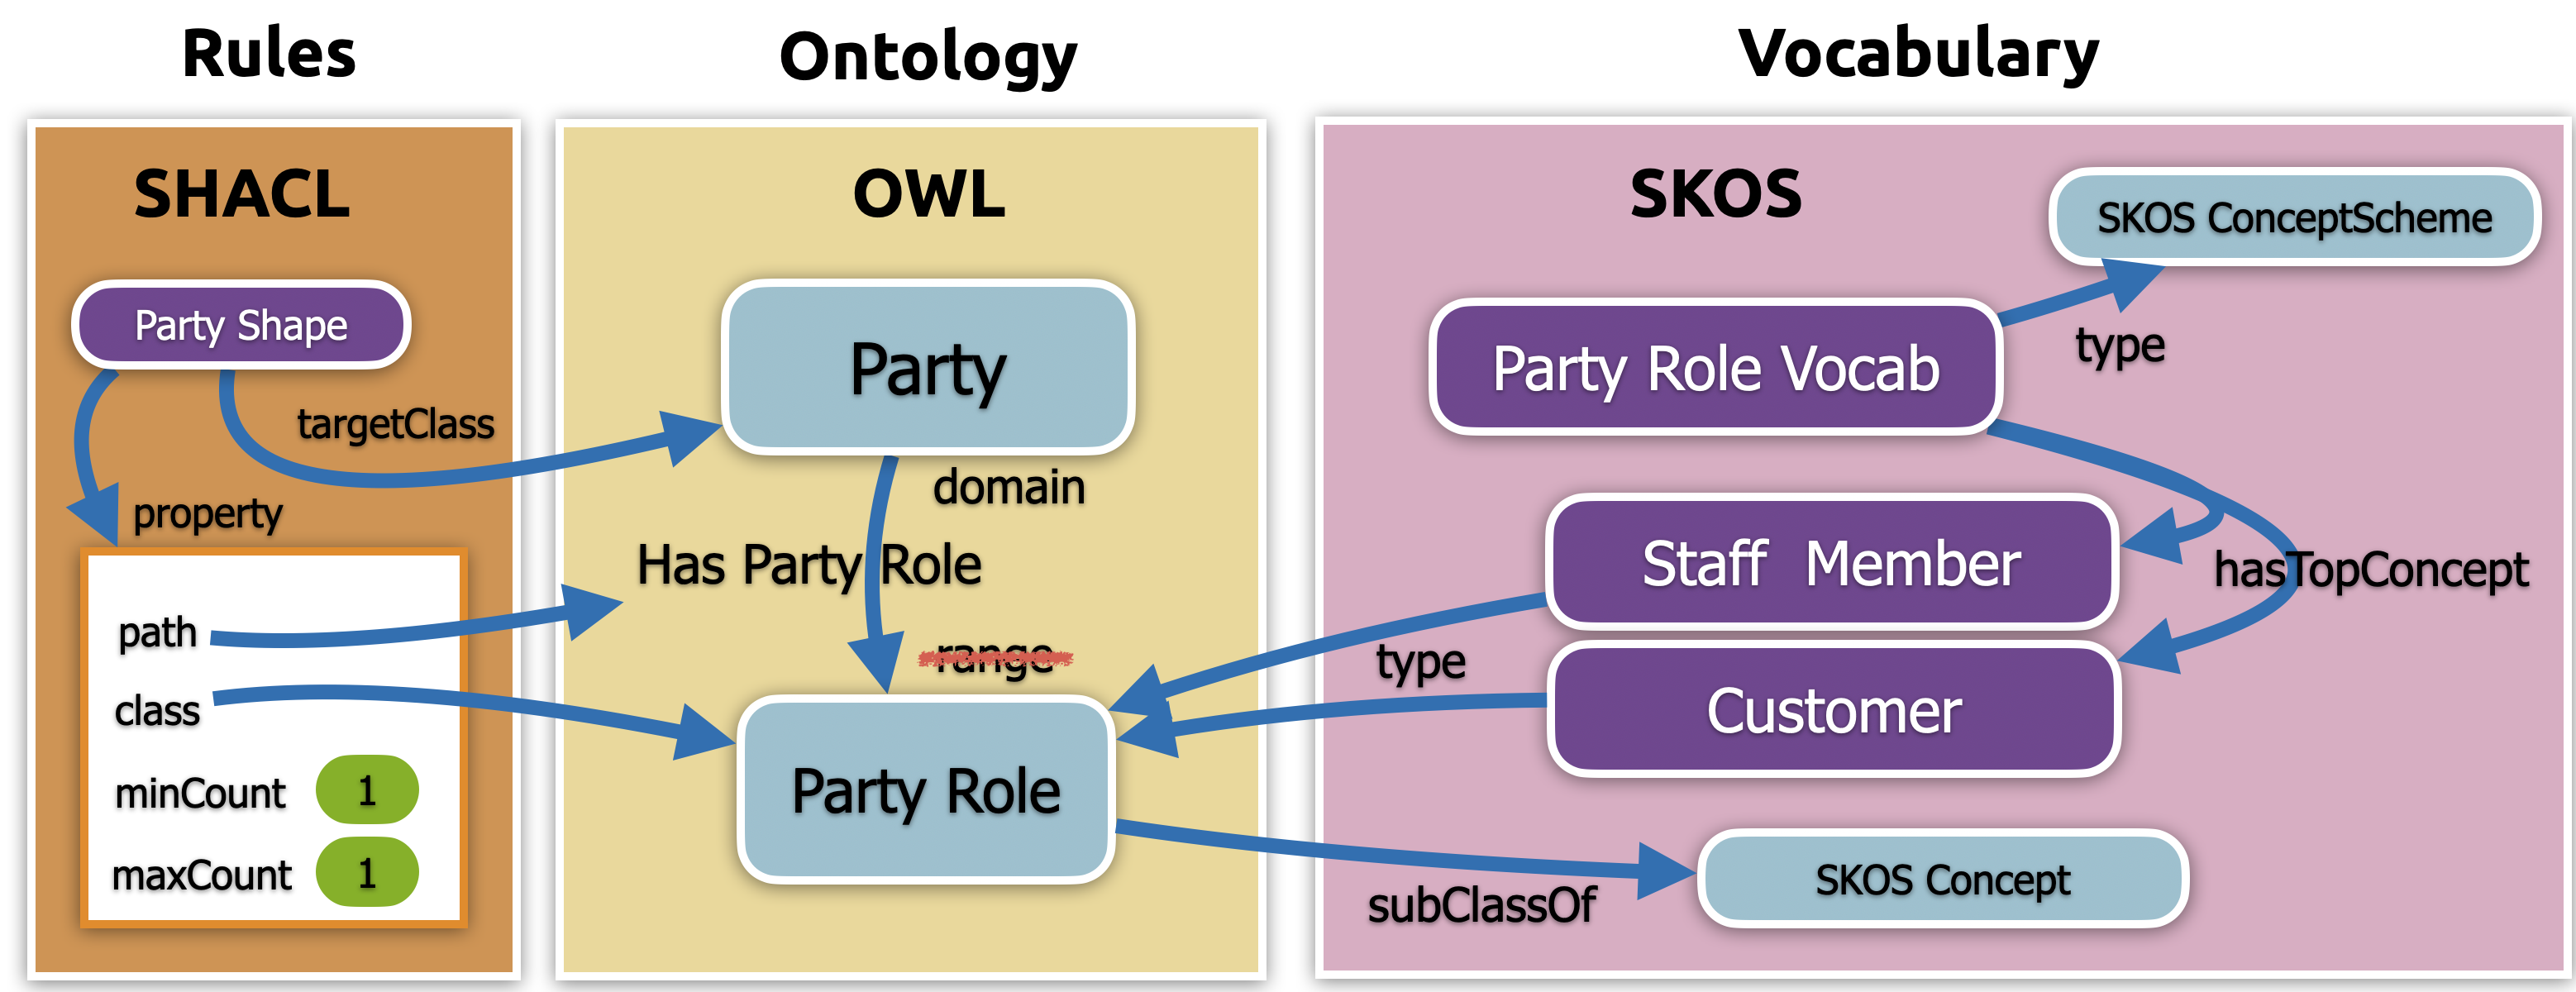 Rules
Ontology
Vocabulary
SHACL
Party Shape
targetClass
property
path
class
minCount 1
maxCount 1
OWL
Party
domain
Has Party Role
range
Party Role
SKOS
SKOS ConceptScheme
Party Role Vocab
type
Staff Member
hasTopConcept
type
Customer
subClassOf
SKOS Concept